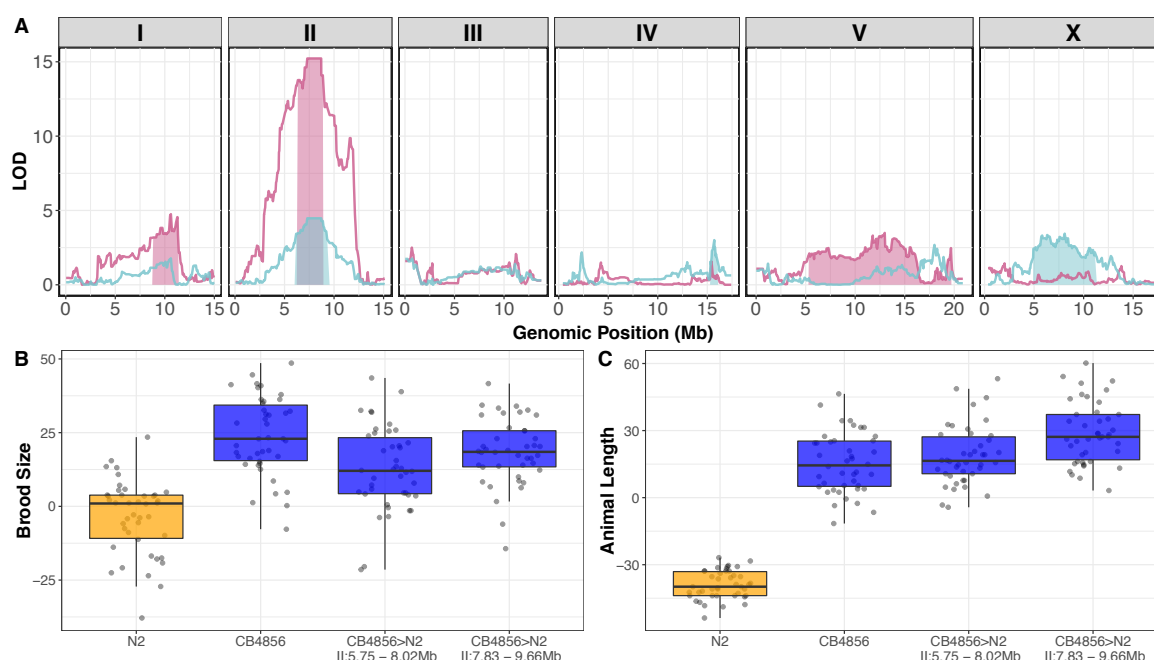 A
I II III IV V X
15
10
5
0
LOD
0 5 10 15 0 5 10 15 0 5 10 15 0 5 10 15 0 5 10 15 20 0 5 10 15
Genomic Position (Mb)
B
50
25
0
−25
Brood Size
N2 CB4856 CB4856>N2 CB4856>N2
II:5.75 − 8.02Mb II:7.83 − 9.66Mb
C
60
30
0
−30
Animal Length
N2 CB4856 CB4856>N2 CB4856>N2
II:5.75 − 8.02Mb II:7.83 − 9.66Mb